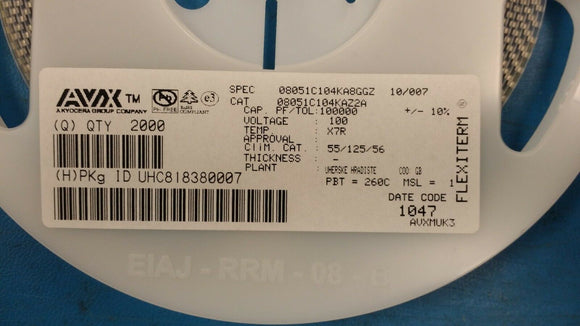 AVX TM
A KYOCERA GROUP COMPANY
Pb FREE
RoHS COMPLIANT
e3
SPEC 08051C104KA8GGZ 10/007
CAT 08051C104KAZ2A
CAP. PF/TOL:100000 +/- 10%
VOLTAGE : 100
TEMP : X7R
APPROVAL :
Clim. CAT. : 55/125/56
THICKNESS : -
PLANT : UHERSKE HRADISTE COO: GB
PBT = 260C MSL = 1
DATE CODE
1047
AVXMUK3
FLEXITERM
(Q) QTY 2000
(H)PKg ID UHC818380007
EIAJ - RRM - 08 - B